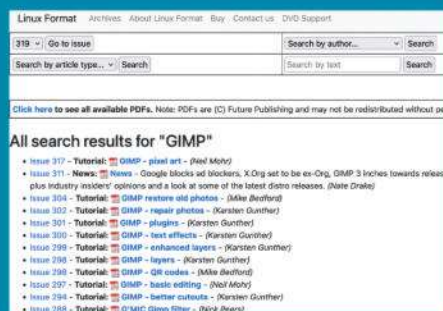 Linux Format Archives About Linux Format Buy Contact us DVD Support
319 Go to issue Search by author... Search
Search by article type... Search Search by text Search
Click here to see all available PDFs. Note: PDFs are (C) Future Publishing and may not be redistributed without
All search results for "GIMP"
Issue 317 - Tutorial: GIMP - pixel art - (Neil Mohr)
Issue 311 - News: News - Google blocks ad blockers, X.Org set to be ex-Org, GIMP 3 inches towards
plus industry insiders' opinions and a look at some of the latest distro releases. (Nate Drake)
Issue 304 - Tutorial: GIMP restore old photos - (Mike Bedford)
Issue 302 - Tutorial: GIMP - repair photos - (Karsten Gunther)
Issue 301 - Tutorial: GIMP - plugins - (Karsten Gunther)
Issue 300 - Tutorial: GIMP - text effects - (Karsten Gunther)
Issue 299 - Tutorial: GIMP - enhanced layers - (Karsten Gunther)
Issue 298 - Tutorial: GIMP - layers - (Karsten Gunther)
Issue 298 - Tutorial: GIMP - QR codes - (Mike Bedford)
Issue 297 - Tutorial: GIMP - basic editing - (Neil Mohr)
Issue 294 - Tutorial: GIMP - better cutouts - (Karsten Gunther)
Issue 288 - Tutorial: G'MIC Gimp filter - (Nick Peers)